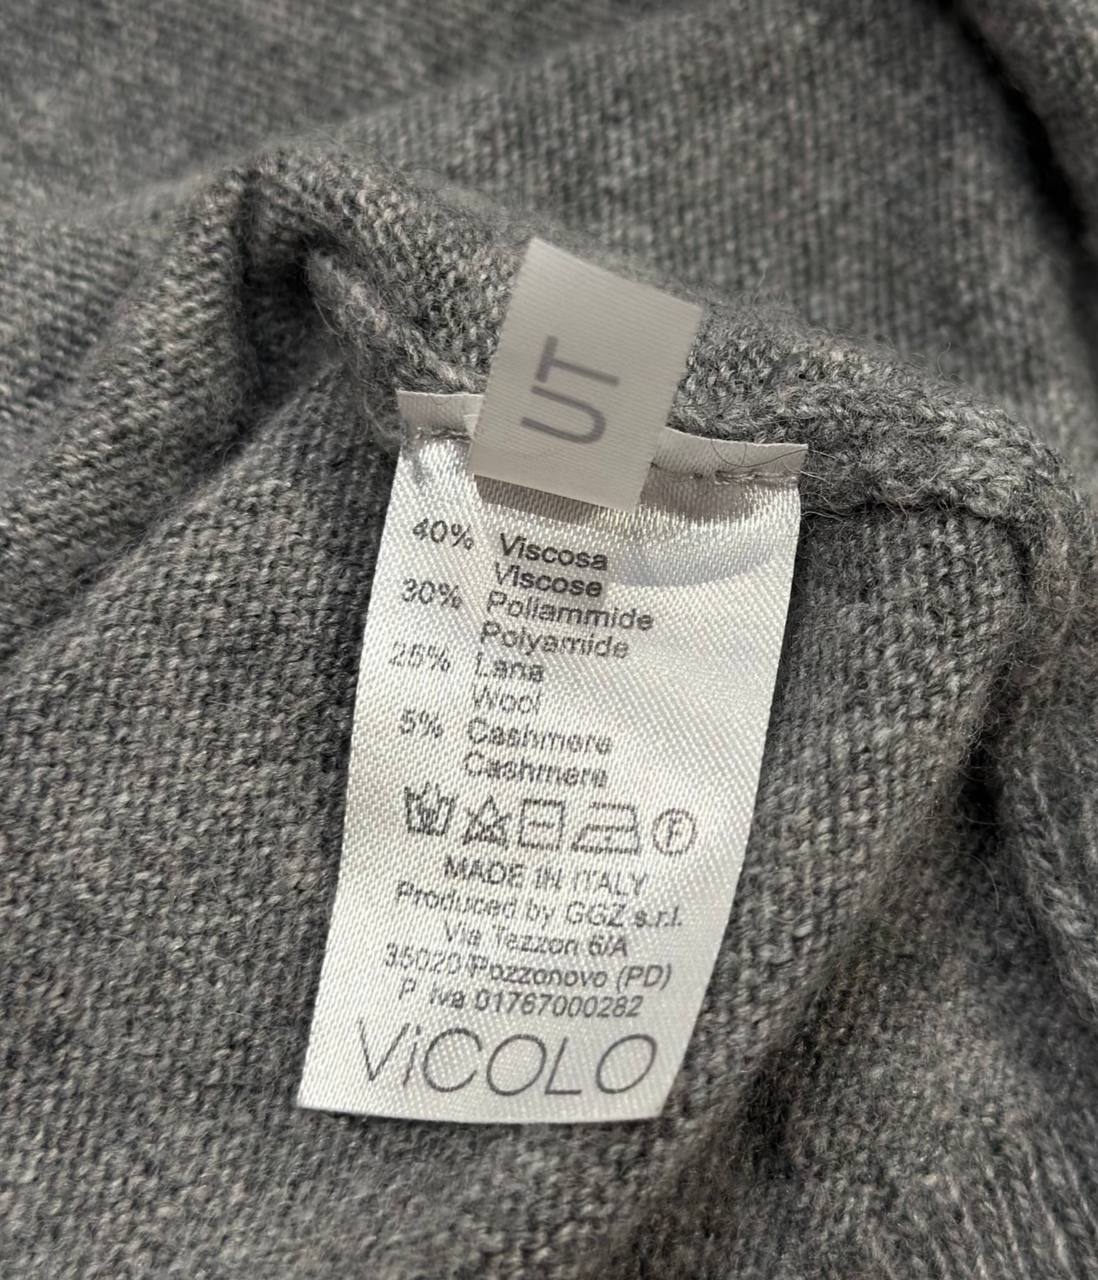 UT
40% Viscosa
Viscose
30% Poliammide
Polyamide
25% Lana
Wool
5% Cashmere
Cashmere
F
MADE IN ITALY
Produced by GGZ s.r.l.
Via Tezzon 6/A
35020 Pozzonovo (PD)
P. Iva 01767000282
ViCOLO